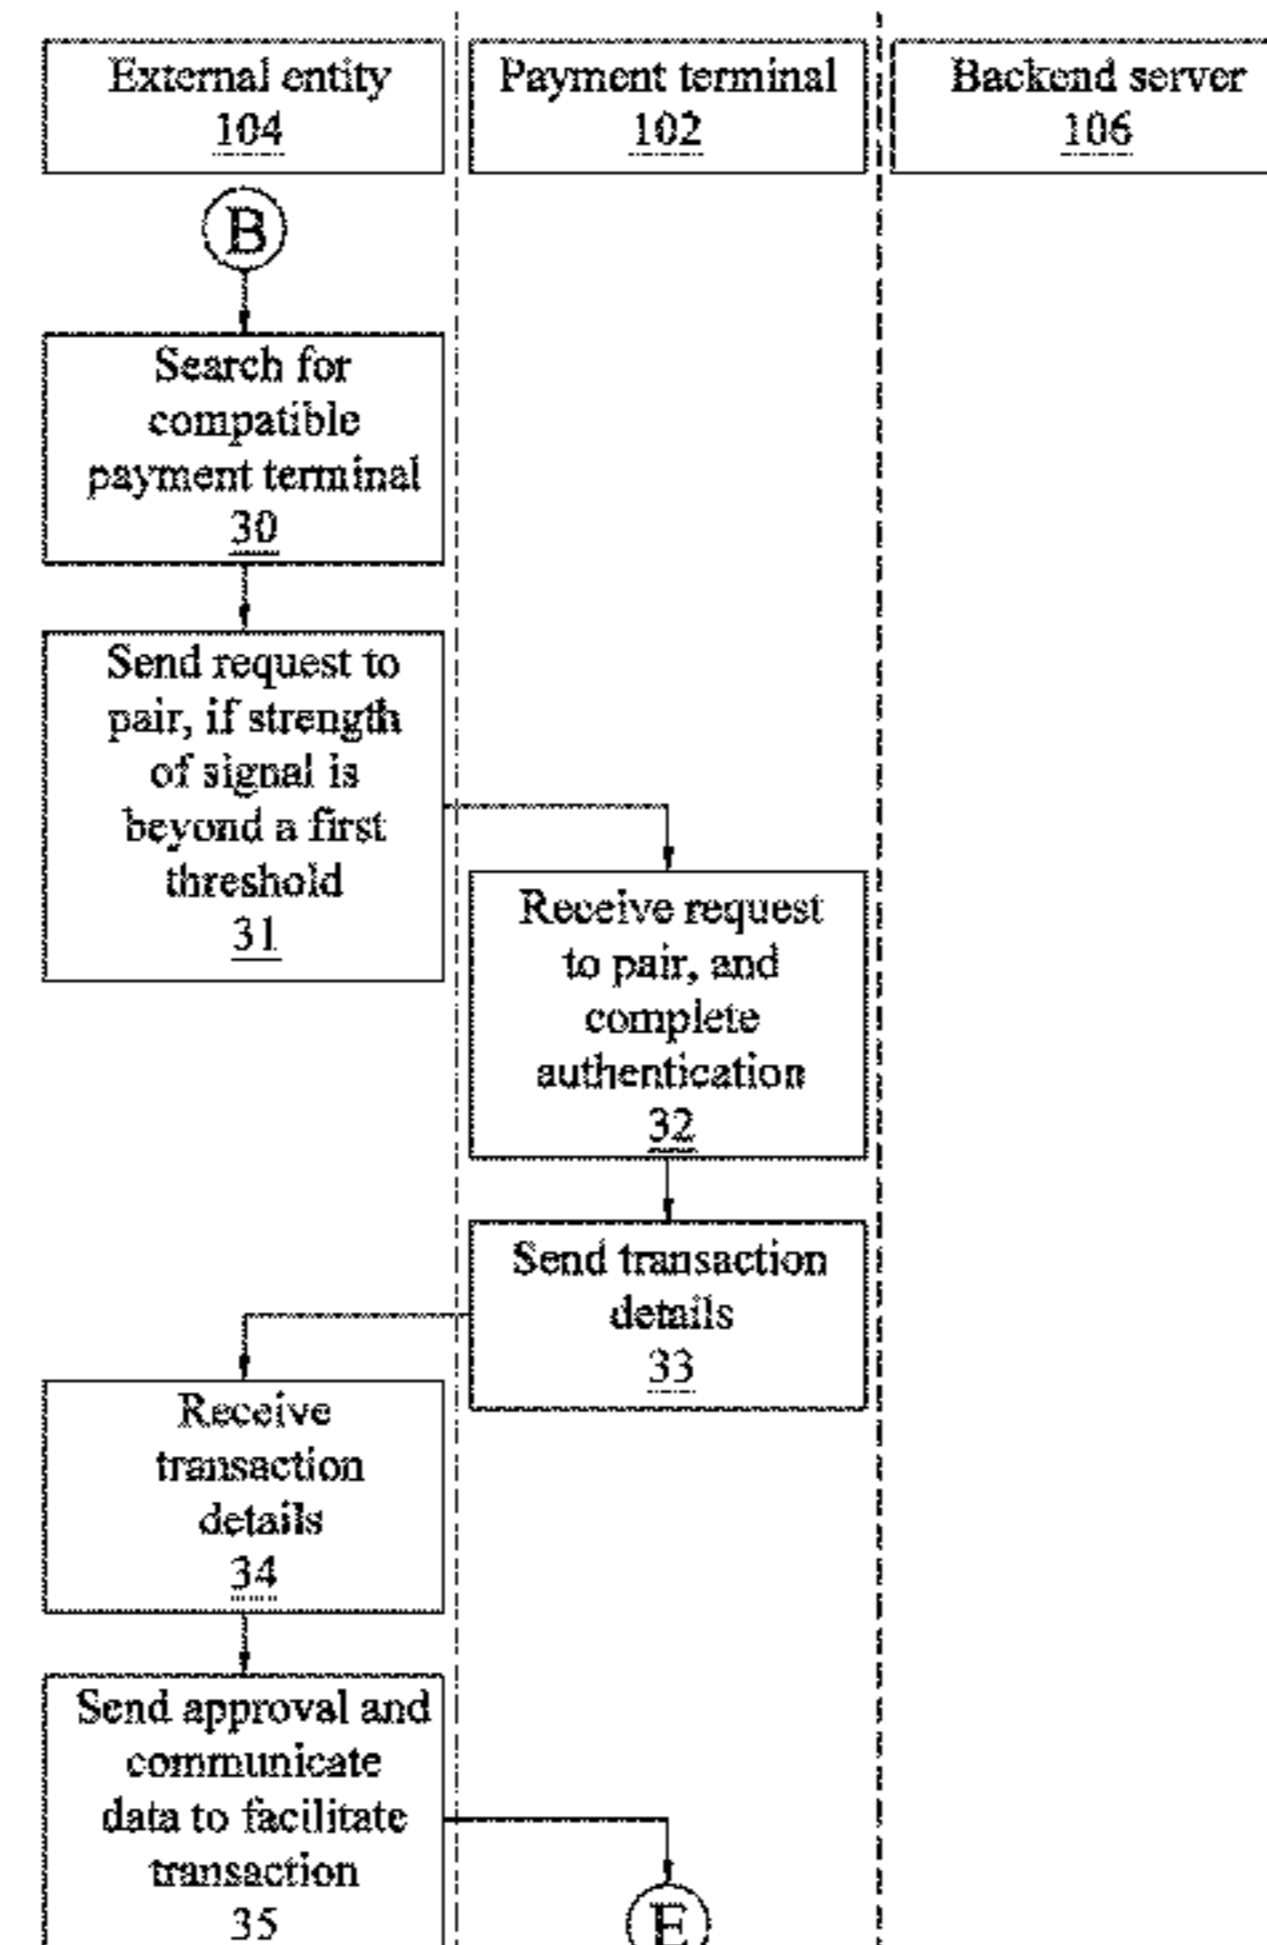 External entity
104
Payment terminal
102
Backend server
106
B
Search for
compatible
payment terminal
30
Send request to
pair, if strength
of signal is
beyond a first
threshold
31
Receive request
to pair, and
complete
authentication
32
Send transaction
details
33
Receive
transaction
details
34
Send approval and
communicate
data to facilitate
transaction
35
E